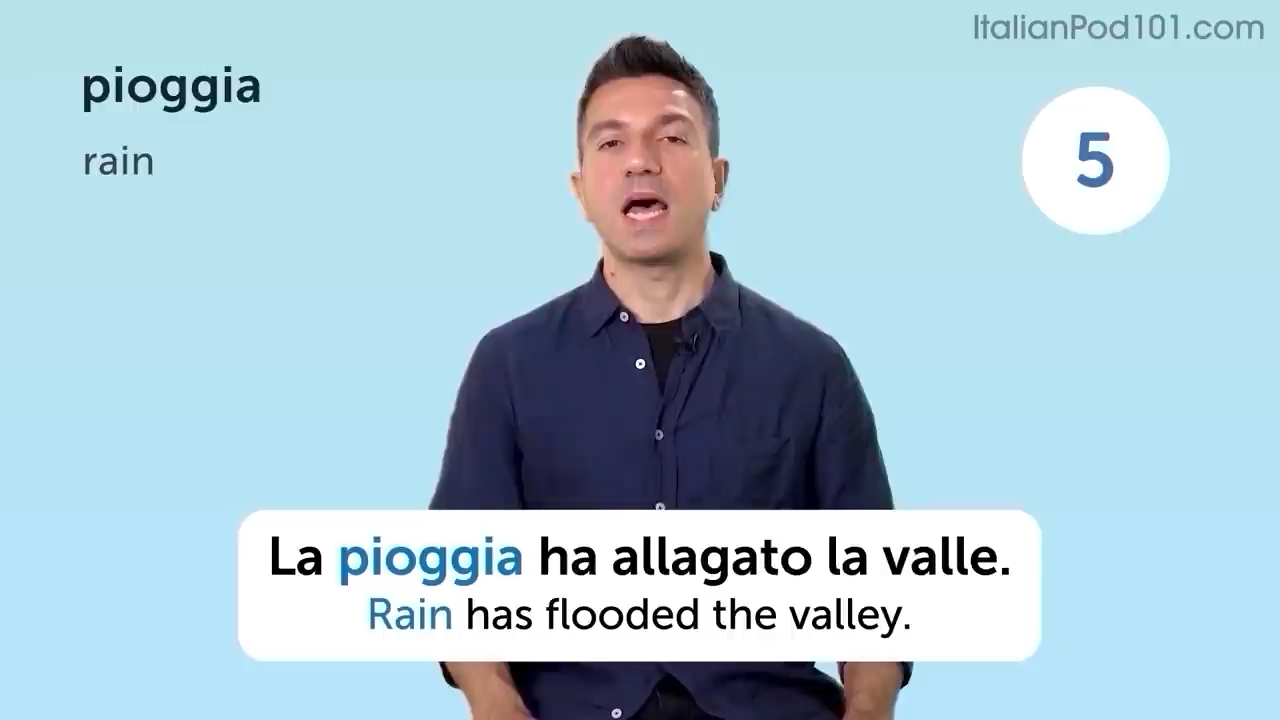 ItalianPod101.com
pioggia
rain
5
La pioggia ha allagato la valle.
Rain has flooded the valley.